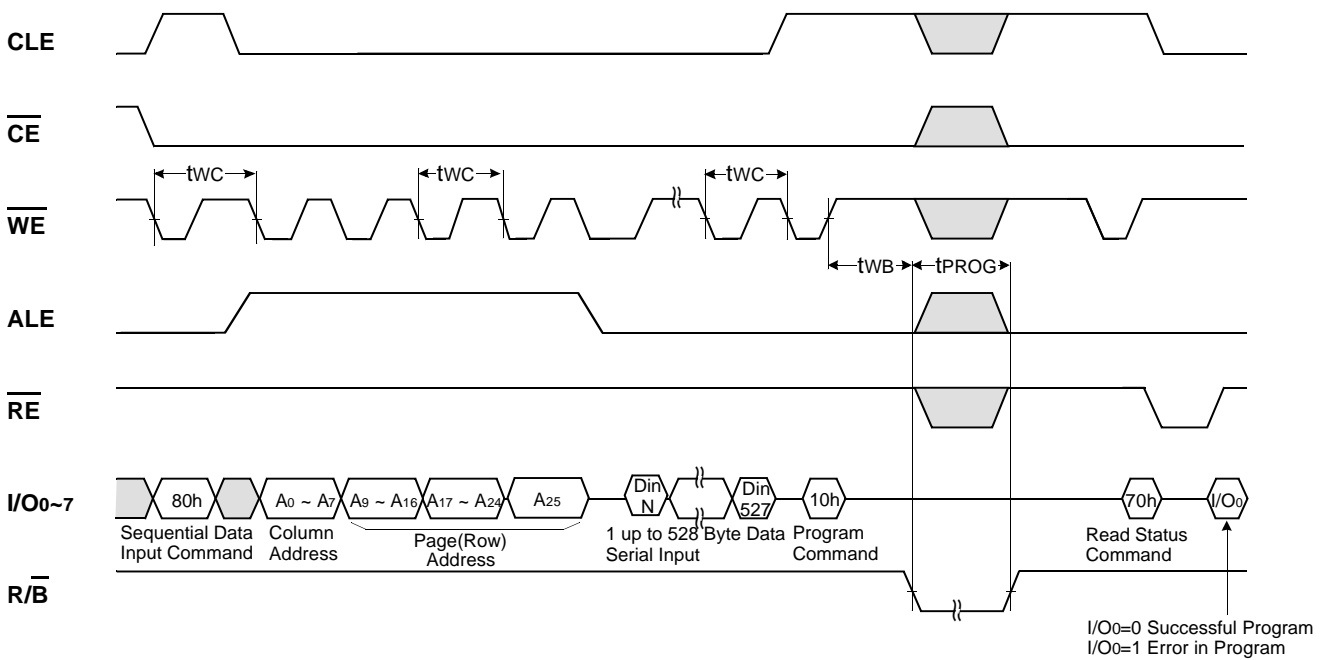 CLE
CE
tWC tWC tWC
WE
tWB tPROG
ALE
RE
I/O0~7
80h A0 ~ A7 A9 ~ A16 A17 ~ A24 A25 Din N Din 527 10h 70h I/O0
Sequential Data Input Command
Column Address
Page(Row) Address
1 up to 528 Byte Data
Serial Input
Program Command
Read Status Command
R/B
I/O0=0 Successful Program
I/O0=1 Error in Program